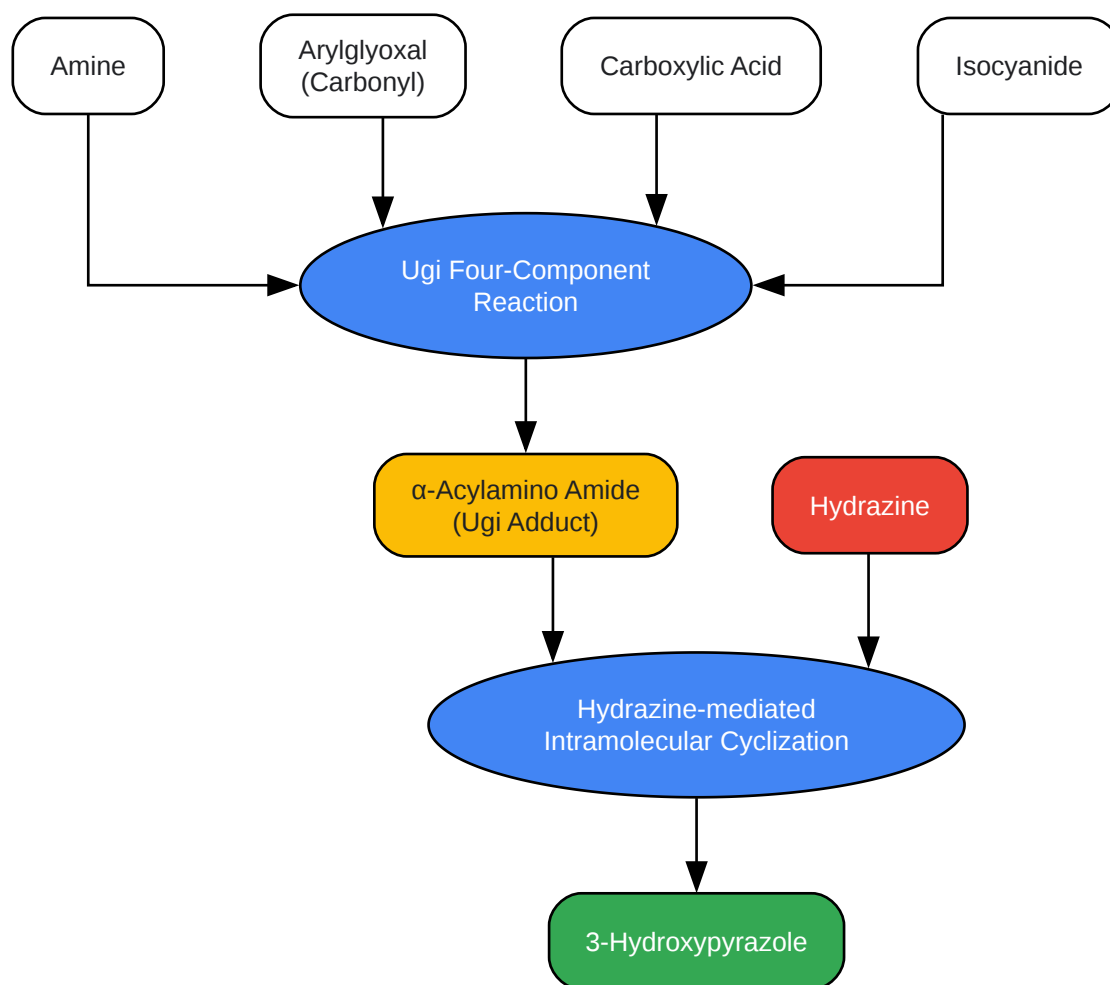 Amine
Arylglyoxal
(Carbonyl)
Carboxylic Acid
Isocyanide
Ugi Four-Component
Reaction
α-Acylamino Amide
(Ugi Adduct)
Hydrazine
Hydrazine-mediated
Intramolecular Cyclization
3-Hydroxypyrazole